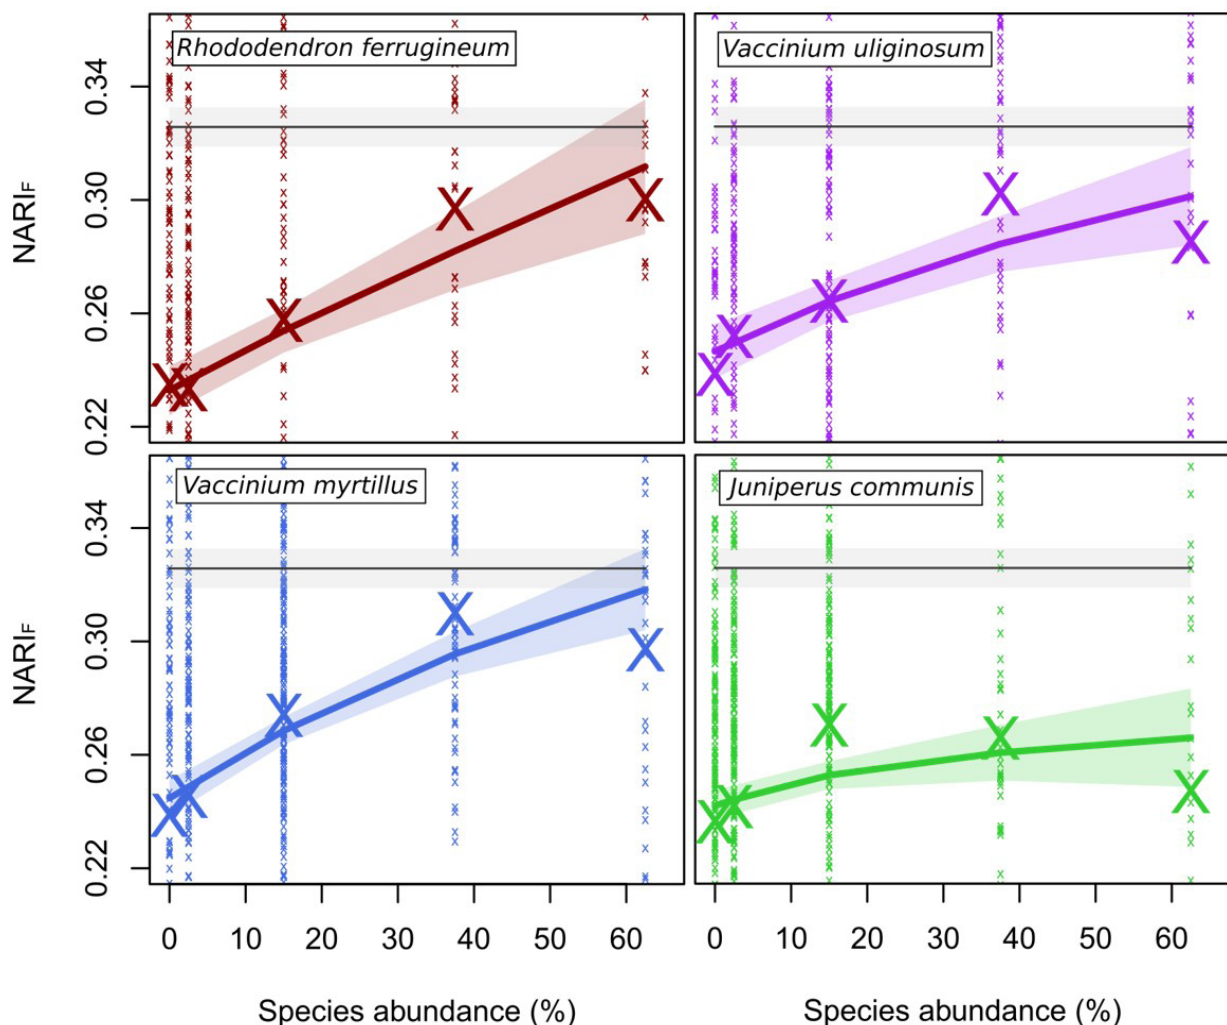 Rhododendron ferrugineum
Vaccinium uliginosum
NARIF
0.34
0.30
0.26
0.22
Vaccinium myrtillus
Juniperus communis
NARIF
0.34
0.30
0.26
0.22
0 10 20 30 40 50 60
0 10 20 30 40 50 60
Species abundance (%)
Species abundance (%)